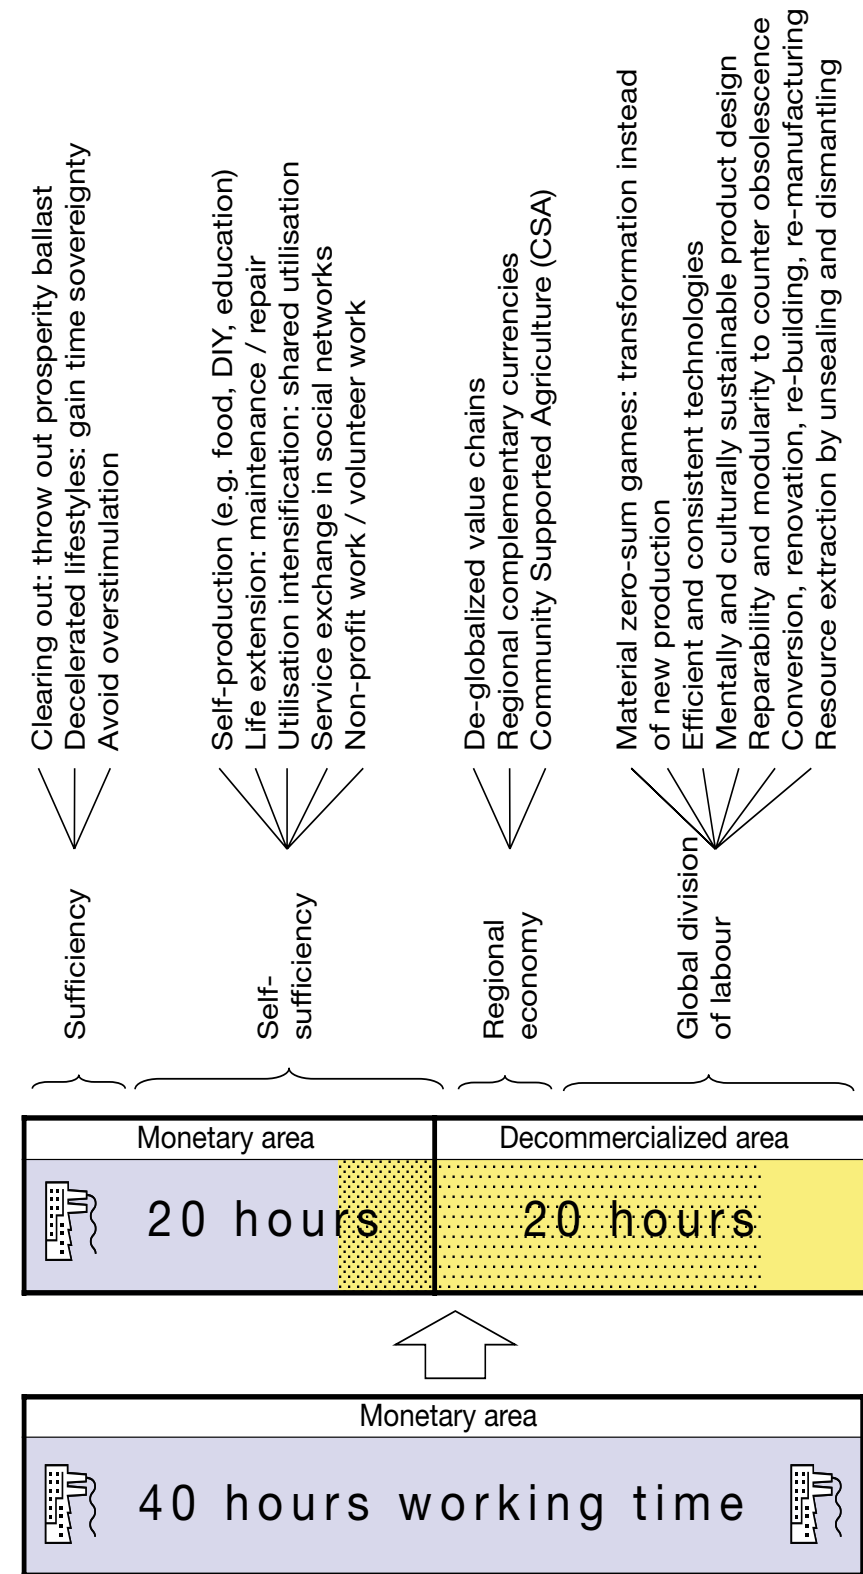 Clearing out: throw out prosperity ballast
Decelerated lifestyles: gain time sovereignty
Avoid overstimulation
Self-production (e.g. food, DIY, education)
Life extension: maintenance / repair
Utilisation intensification: shared utilisation
Service exchange in social networks
Non-profit work / volunteer work
De-globalized value chains
Regional complementary currencies
Community Supported Agriculture (CSA)
Material zero-sum games: transformation instead
of new production
Efficient and consistent technologies
Mentally and culturally sustainable product design
Reparability and modularity to counter obsolescence
Conversion, renovation, re-building, re-manufacturing
Resource extraction by unsealing and dismantling
Sufficiency
Self-
sufficiency
Regional
economy
Global division
of labour
Monetary area
Decommercialized area
20 hours
20 hours
Monetary area
40 hours working time